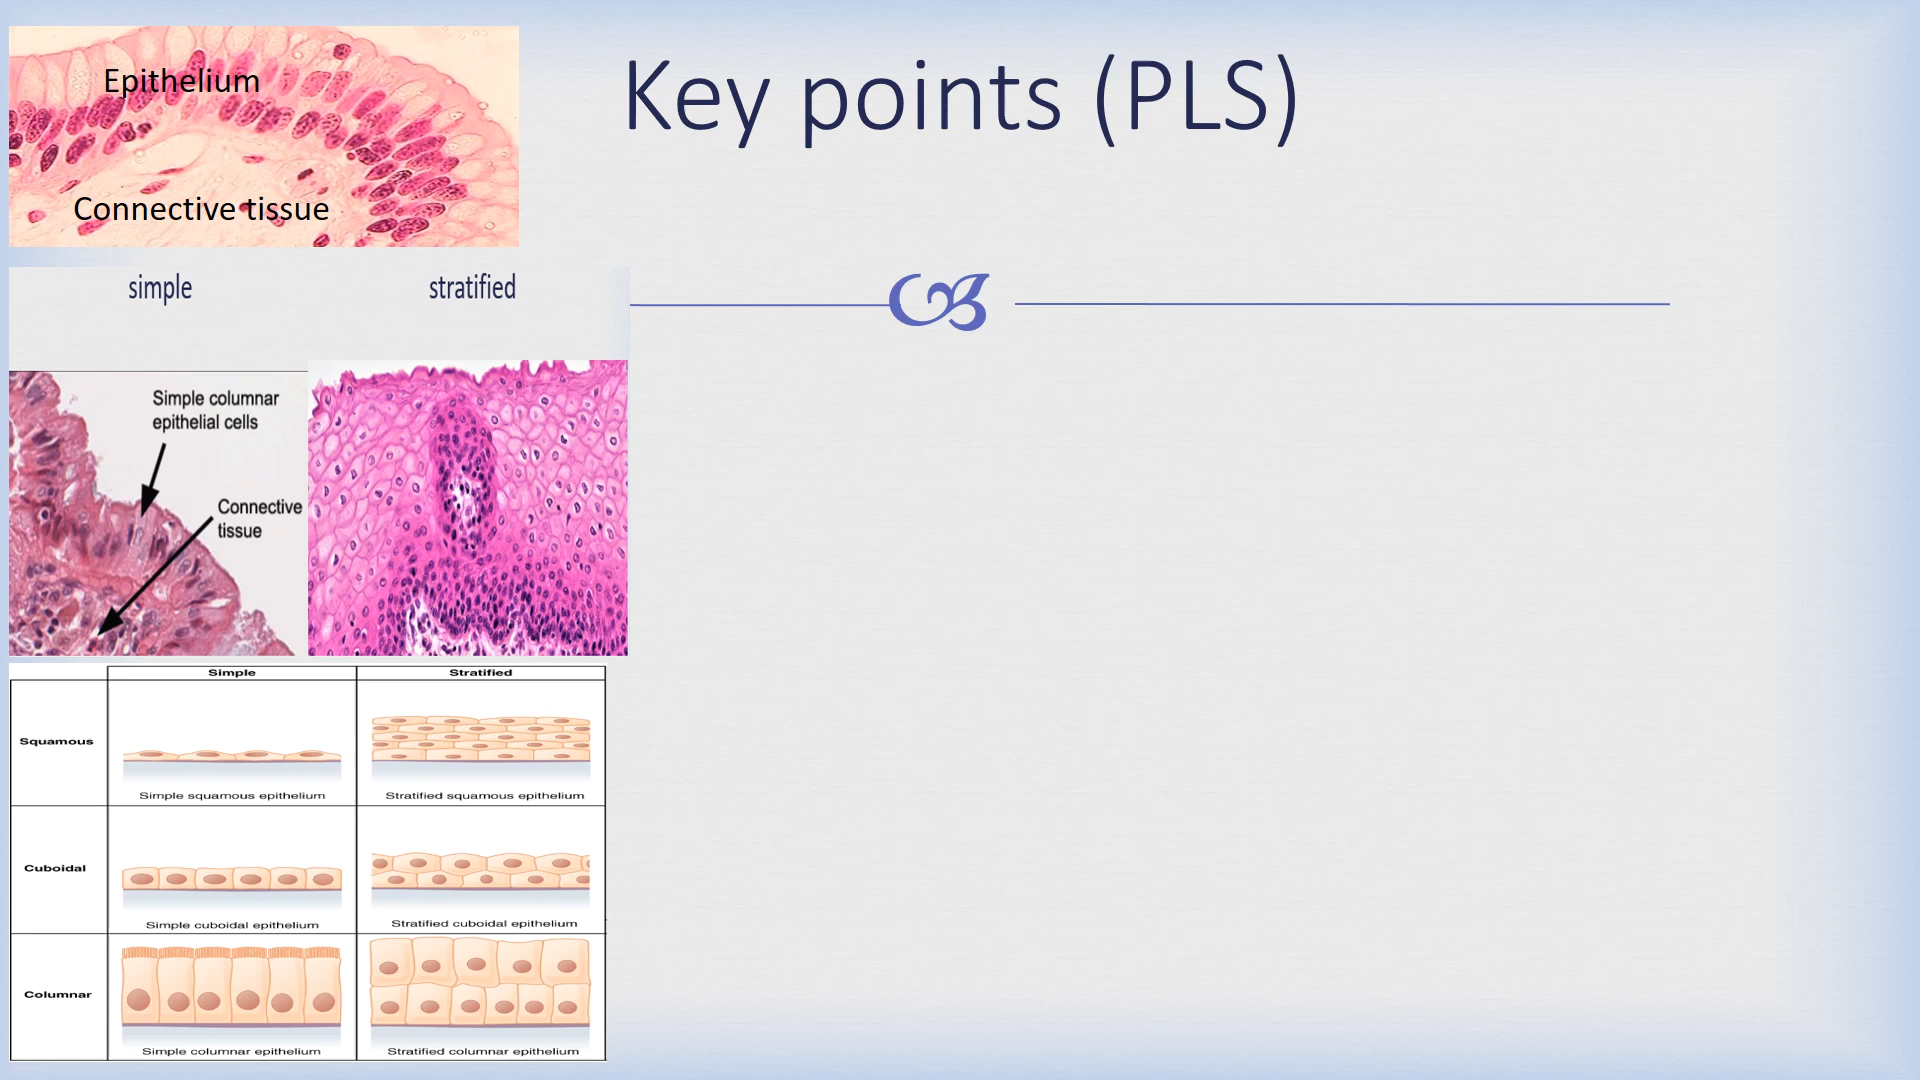 Key points (PLS)
Epithelium
Connective tissue
simple
stratified
Simple columnar
epithelial cells
Connective
tissue
Simple
Stratified
Squamous
Simple squamous epithelium
Stratified squamous epithelium
Cuboidal
Simple cuboidal epithelium
Stratified cuboidal epithelium
Columnar
Simple columnar epithelium
Stratified columnar epithelium